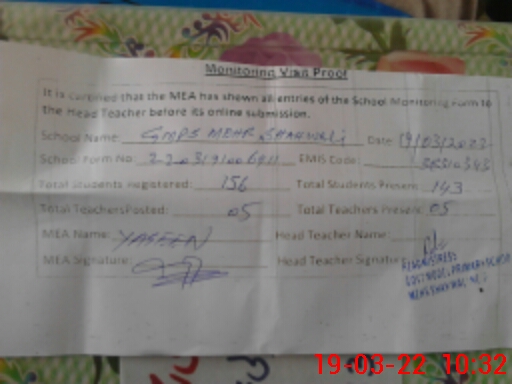 Monitoring Visit Proof
It is certified that the MEA has shown all entries of the School Monitoring Form to
the Head Teacher before its online submission.
School Name: GMPS MEHR SHAHWALI Date 19/03/2022
School Form No: EMIS Code:
Total Students Registered: 156 Total Students Present: 143
Total Teachers Posted: 05 Total Teachers Present: 05
MEA Name: YASEEN Head Teacher Name:
MEA Signature: Head Teacher Signature
HEADMISTRESS
19-03-22 10:32